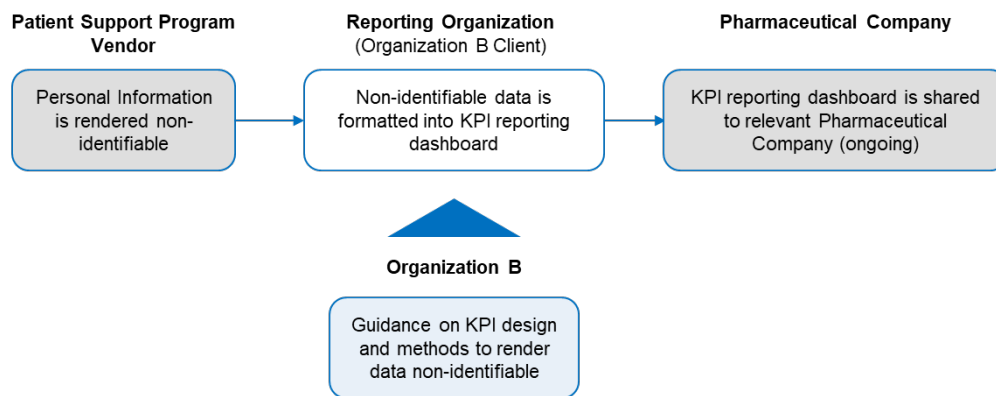 Patient Support Program
Vendor
Personal Information
is rendered non-
identifiable
Reporting Organization
(Organization B Client)
Non-identifiable data is
formatted into KPI reporting
dashboard
Pharmaceutical Company
KPI reporting dashboard is shared
to relevant Pharmaceutical
Company (ongoing)
Organization B
Guidance on KPI design
and methods to render
data non-identifiable